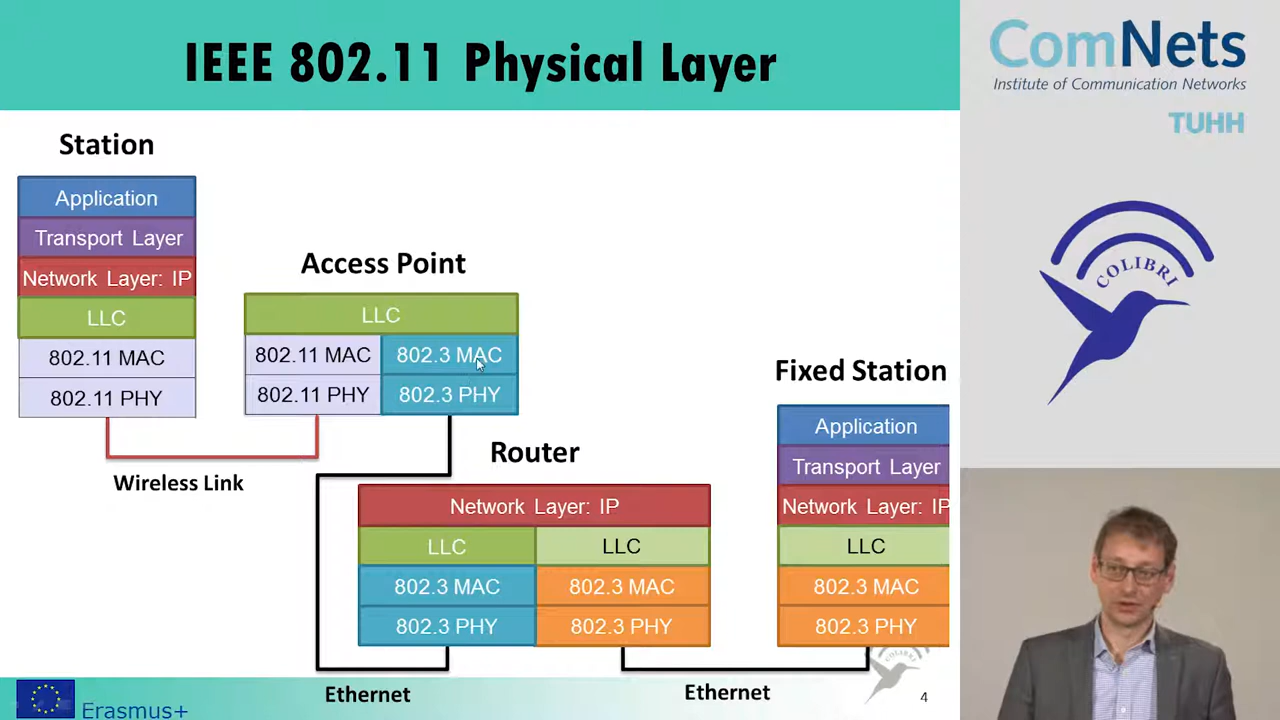 IEEE 802.11 Physical Layer
ComNets
Institute of Communication Networks
TUHH
COLIBRI
Station
Application
Transport Layer
Network Layer: IP
LLC
802.11 MAC
802.11 PHY
Access Point
LLC
802.11 MAC
802.3 MAC
802.11 PHY
802.3 PHY
Wireless Link
Router
Network Layer: IP
LLC
LLC
802.3 MAC
802.3 MAC
802.3 PHY
802.3 PHY
Fixed Station
Application
Transport Layer
Network Layer: IP
LLC
802.3 MAC
802.3 PHY
COLIBRI
Ethernet
Ethernet
4
Erasmus+